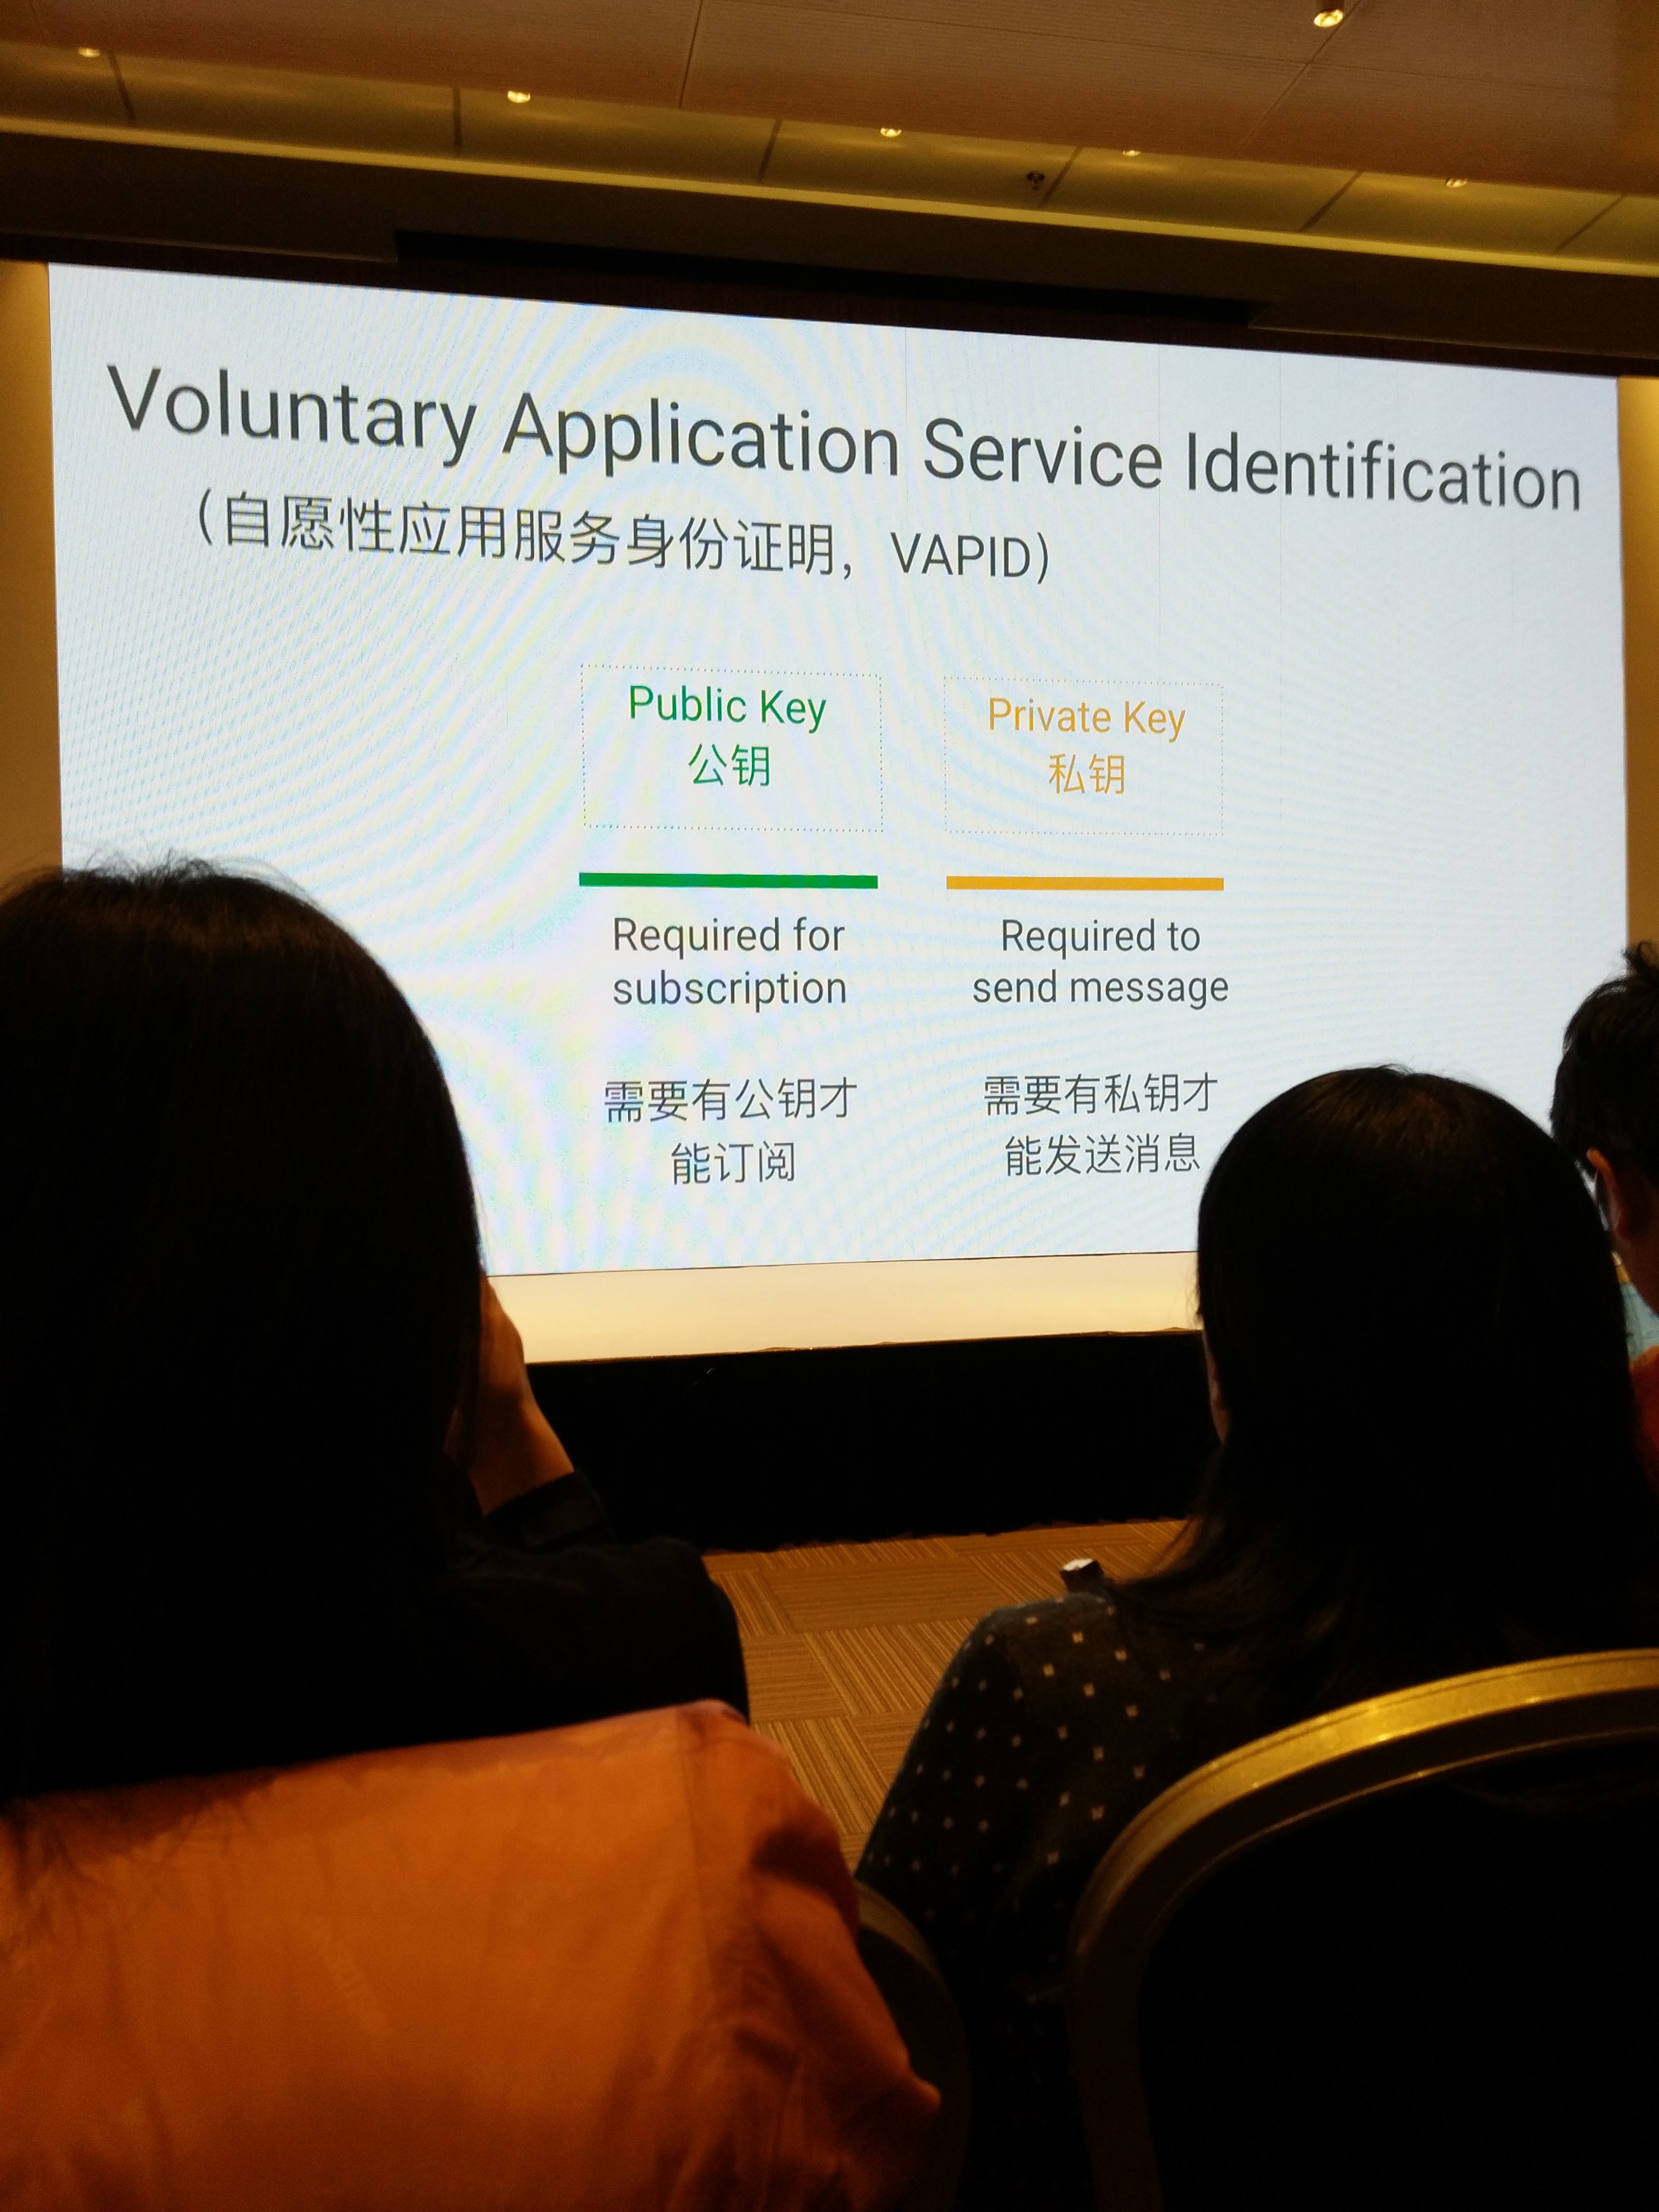 Voluntary Application Service Identification
（自愿性应用服务身份证明，VAPID）
Public Key
公钥
Private Key
私钥
Required for
subscription
Required to
send message
需要有公钥才
能订阅
需要有私钥才
能发送消息